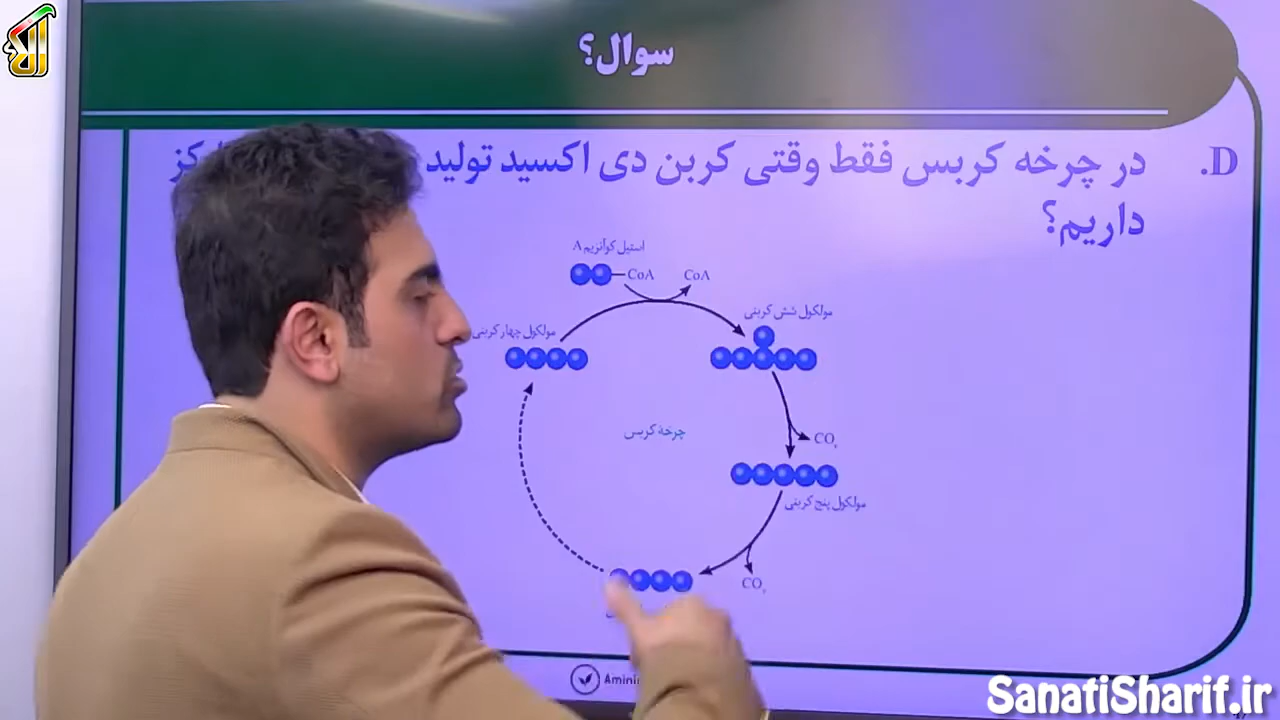 سوال؟
D. در چرخه کربس فقط وقتی کربن دی اکسید تولید
داریم؟
استیل کوآنزیم A
CoA CoA
مولکول شش کربنی
مولکول چهار کربنی
چرخهٔ کربس
CO₂
مولکول پنج کربنی
CO₂
Amini
SanatiSharif.ir